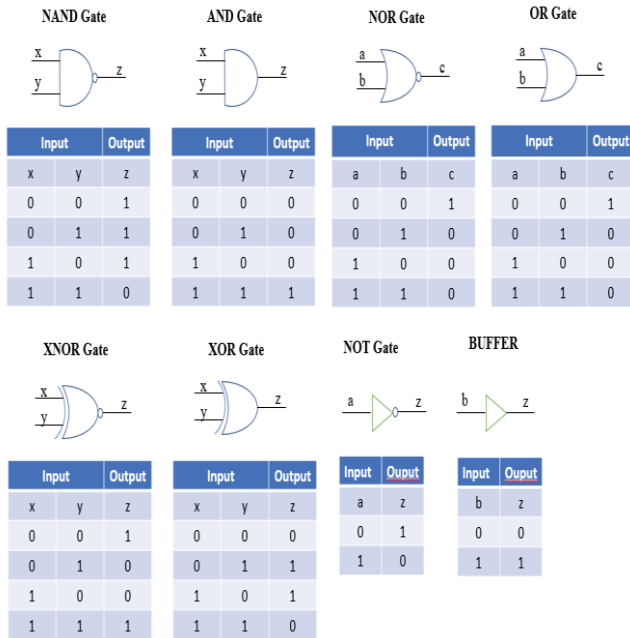 NAND Gate AND Gate NOR Gate OR Gate
x x a a
z z c c
y y b b
Input Output Input Output Input Output Input Output
x y z x y z a b c a b c
0 0 1 0 0 0 0 0 1 0 0 1
0 1 1 0 1 0 0 1 0 0 1 0
1 0 1 1 0 0 1 0 0 1 0 0
1 1 0 1 1 1 1 1 0 1 1 0
XNOR Gate XOR Gate NOT Gate BUFFER
x x
z z a z b z
y y
Input Output Input Output Input Ouput Input Ouput
x y z x y z a z b z
0 0 1 0 0 0 0 1 0 0
0 1 0 0 1 1 1 0 1 1
1 0 0 1 0 1
1 1 1 1 1 0